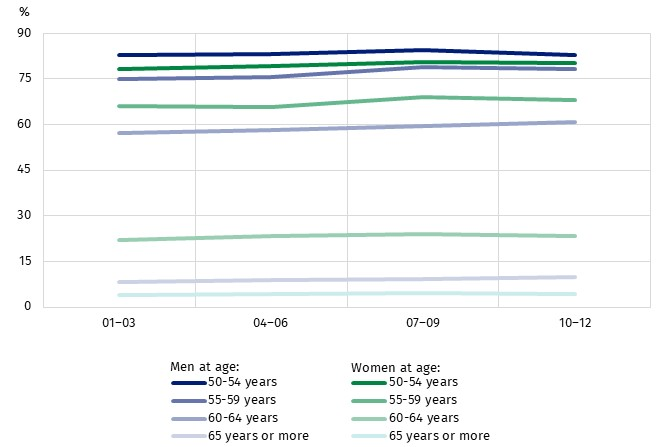 %
90
75
60
45
30
15
0
01–03 04–06 07–09 10–12
Men at age: Women at age:
50-54 years 50-54 years
55-59 years 55-59 years
60-64 years 60-64 years
65 years or more 65 years or more